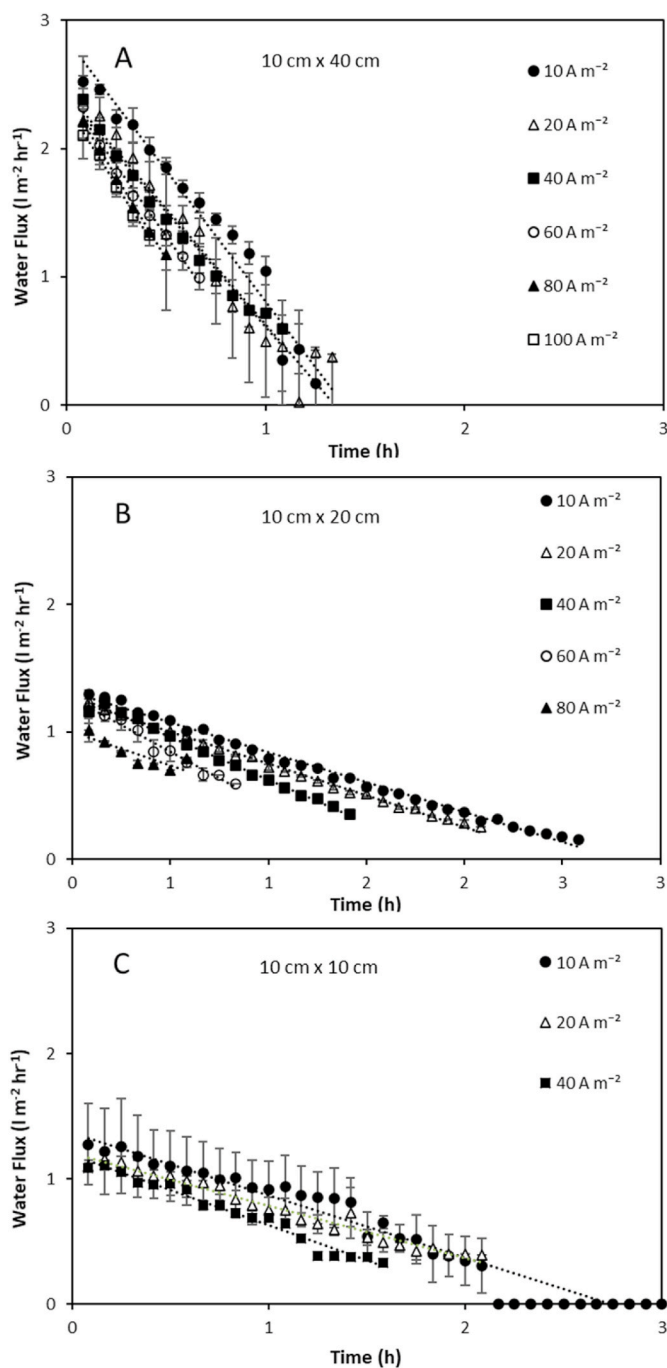 A
10 cm x 40 cm
10 A m⁻²
20 A m⁻²
40 A m⁻²
60 A m⁻²
80 A m⁻²
100 A m⁻²
Water Flux (l m⁻² hr⁻¹)
3
2
1
0
0
1
2
3
Time (h)
B
10 cm x 20 cm
10 A m⁻²
20 A m⁻²
40 A m⁻²
60 A m⁻²
80 A m⁻²
Water Flux (l m⁻² hr⁻¹)
3
2
1
0
0
1
1
2
2
3
3
Time (h)
C
10 cm x 10 cm
10 A m⁻²
20 A m⁻²
40 A m⁻²
Water Flux (l m⁻² hr⁻¹)
3
2
1
0
0
1
2
3
Time (h)